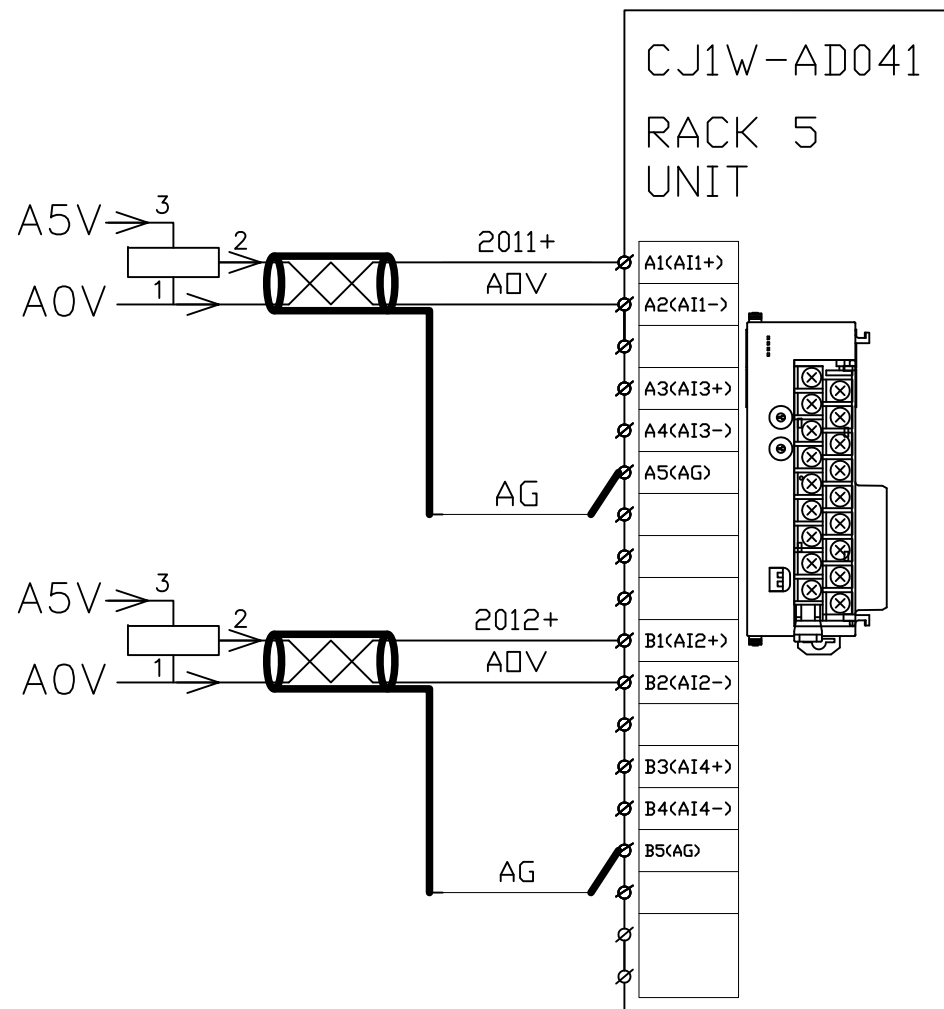 CJ1W-AD041
RACK 5
UNIT
A5V
3
2
1
A0V
2011+
A0V
A1(AI1+)
A2(AI1-)
A3(AI3+)
A4(AI3-)
A5(AG)
AG
A5V
3
2
1
A0V
2012+
A0V
B1(AI2+)
B2(AI2-)
B3(AI4+)
B4(AI4-)
B5(AG)
AG